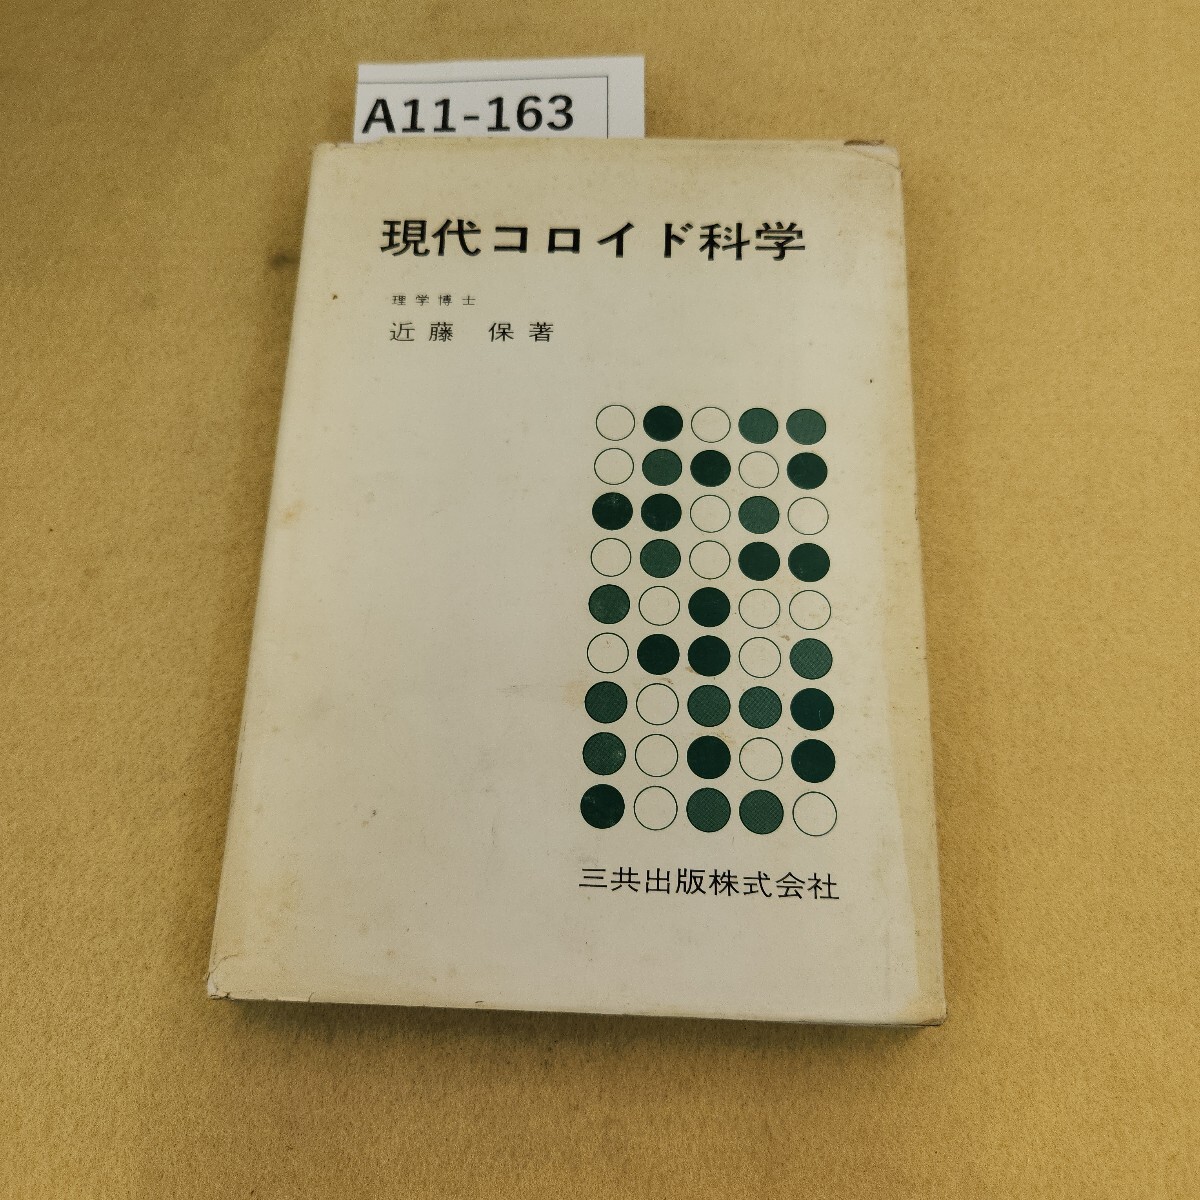 A11-163
現代コロイド科学
理学博士
近藤 保著
三共出版株式会社